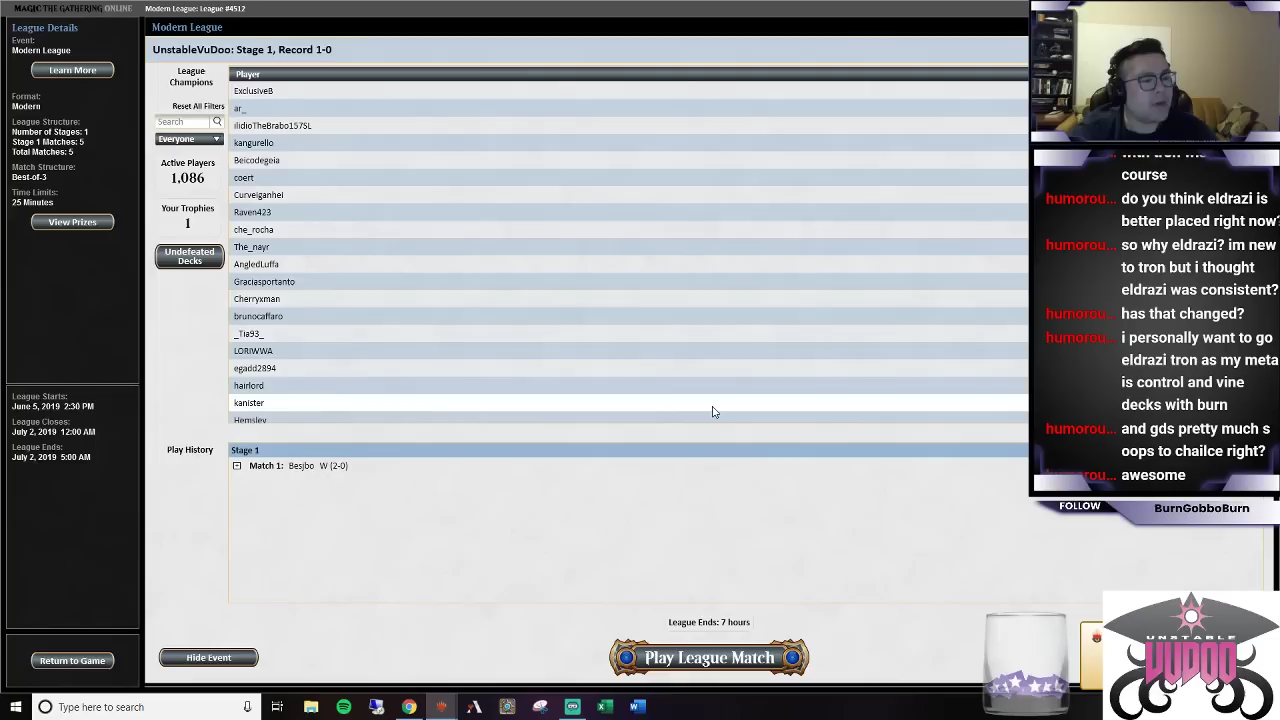 MAGIC THE GATHERING ONLINE
Modern League: League #4512
League Details
Event:
Modern League
Learn More
Format:
Modern
League Structure:
Number of Stages: 1
Stage 1 Matches: 5
Total Matches: 5
Match Structure:
Best-of-3
Time Limits:
25 Minutes
View Prizes
League Starts:
June 5, 2019 2:30 PM
League Closes:
July 2, 2019 12:00 AM
League Ends:
July 2, 2019 5:00 AM
Return to Game
Modern League
UnstableVuDoo: Stage 1, Record 1-0
League
Champions
Reset All Filters
Search
Everyone
Active Players
1,086
Your Trophies
1
Undefeated
Decks
Player
ExclusiveB
ar_
ilidioTheBrabo157SL
kangurello
Beicodegeia
coert
Curveiganhei
Raven423
che_rocha
The_nayr
AngledLuffa
Graciasportanto
Cherryxman
brunocaffaro
_Tia93_
LORIWWA
egadd2894
hairlord
kanister
Hemsley
Play History
Stage 1
Match 1: Besjbo W (2-0)
League Ends: 7 hours
Hide Event
Play League Match
course
humorou... do you think eldrazi is
better placed right now?
humorou... so why eldrazi? im new
to tron but i thought
eldrazi was consistent?
humorou... has that changed?
humorou... i personally want to go
eldrazi tron as my meta
is control and vine
decks with burn
humorou... and gds pretty much s
oops to chailce right?
humorou... awesome
FOLLOW BurnGobboBurn
UNSTABLE
VUDOO
Type here to search